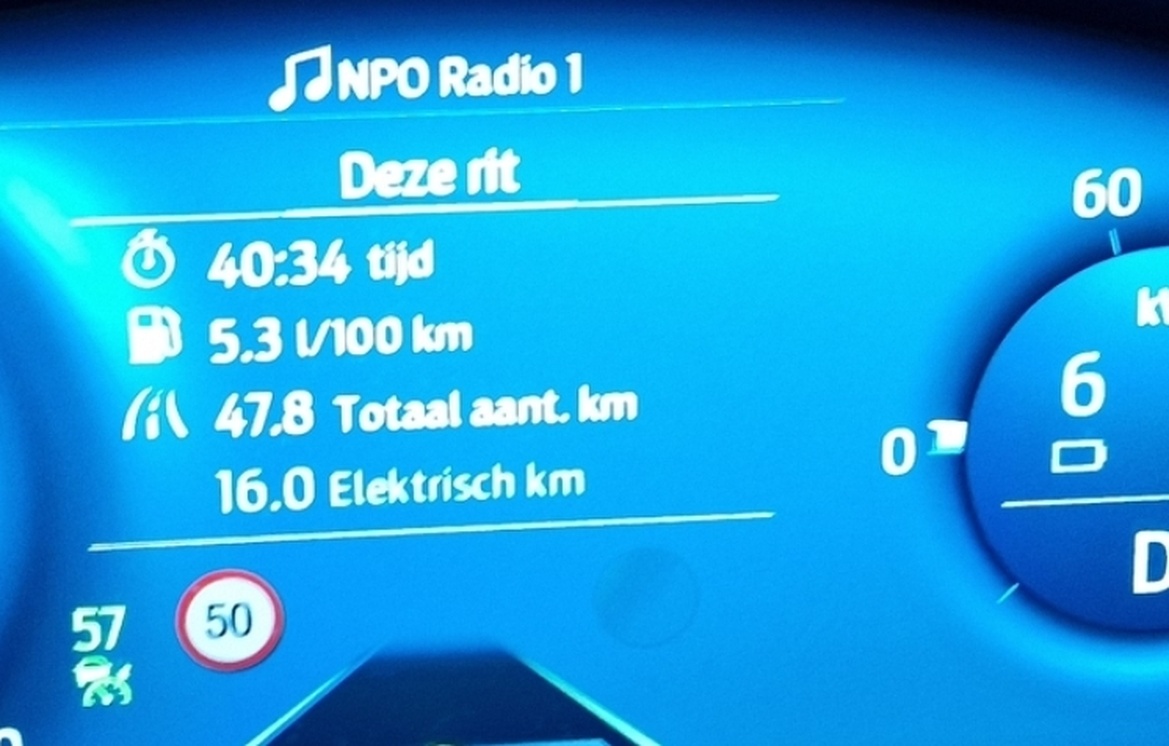 NPO Radio 1
Deze rit
40:34 tijd
5.3 l/100 km
47.8 Totaal aant. km
16.0 Elektrisch km
57
50
60
6
0
D